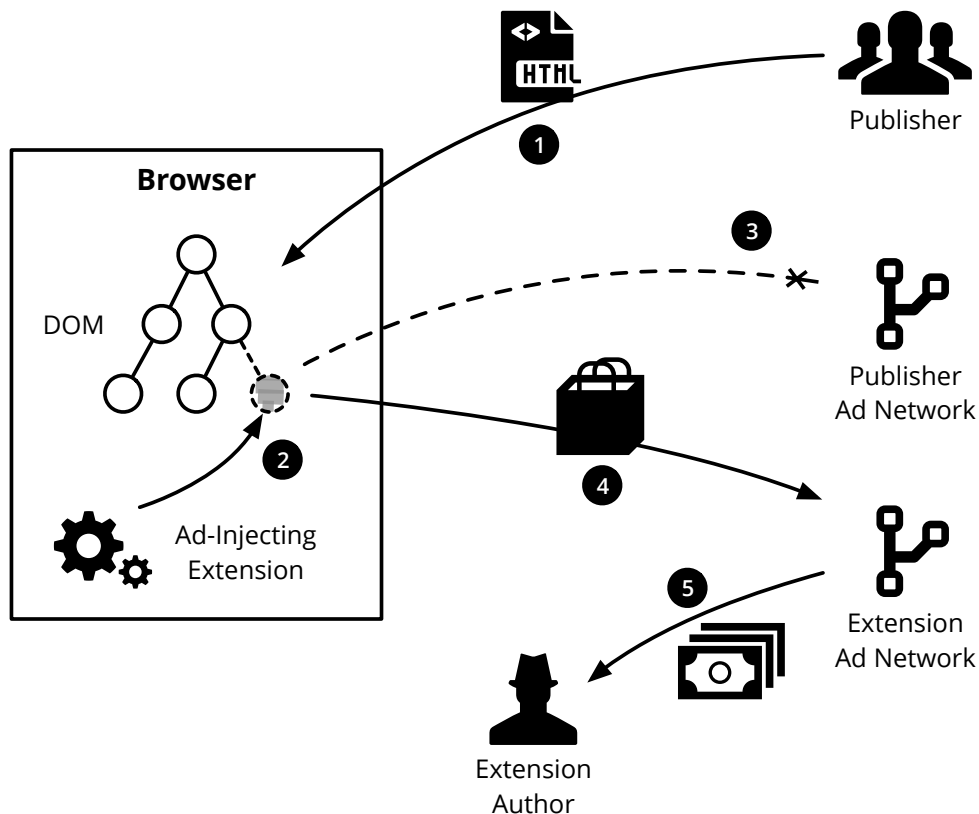 <>
HTML
Publisher
1
Browser
3
DOM
Publisher
Ad Network
2
4
Ad-Injecting
Extension
5
Extension
Ad Network
Extension
Author